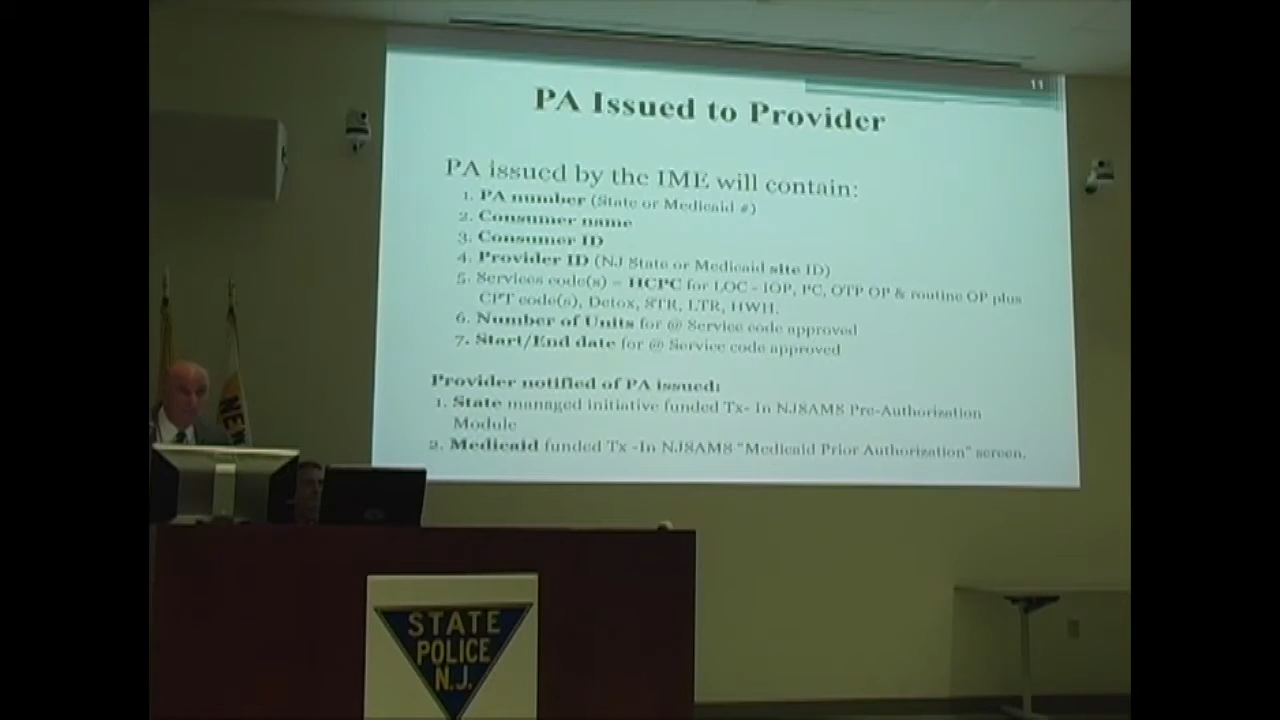 11
PA Issued to Provider
PA issued by the IME will contain:
1. PA number (State or Medicaid #)
2. Consumer name
3. Consumer ID
4. Provider ID (NJ State or Medicaid site ID)
5. Services code(s) – HCPC for LOC - IOP, PC, OTP OP & routine OP plus
CPT code(s), Detox, STR, LTR, HWH.
6. Number of Units for @ Service code approved
7. Start/End date for @ Service code approved
Provider notified of PA issued:
1. State managed initiative funded Tx- In NJSAMS Pre-Authorization
Module
2. Medicaid funded Tx -In NJSAMS "Medicaid Prior Authorization" screen.
STATE
POLICE
N.J.